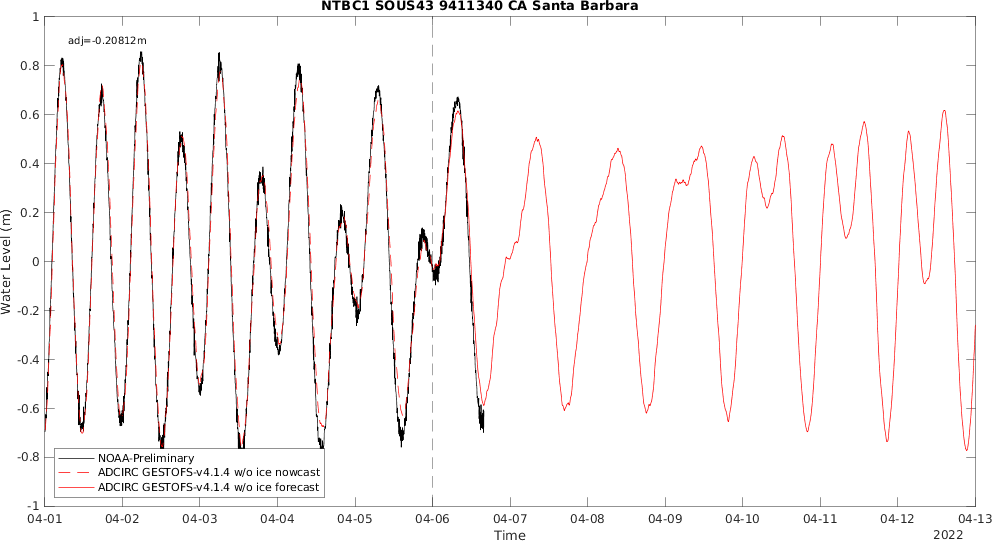 NTBC1 SOUS43 9411340 CA Santa Barbara
adj=-0.20812m
1
0.8
0.6
0.4
0.2
0
-0.2
-0.4
-0.6
-0.8
-1
Water Level (m)
NOAA-Preliminary
ADCIRC GESTOFS-v4.1.4 w/o ice nowcast
ADCIRC GESTOFS-v4.1.4 w/o ice forecast
04-01 04-02 04-03 04-04 04-05 04-06 04-07 04-08 04-09 04-10 04-11 04-12 04-13
Time
2022